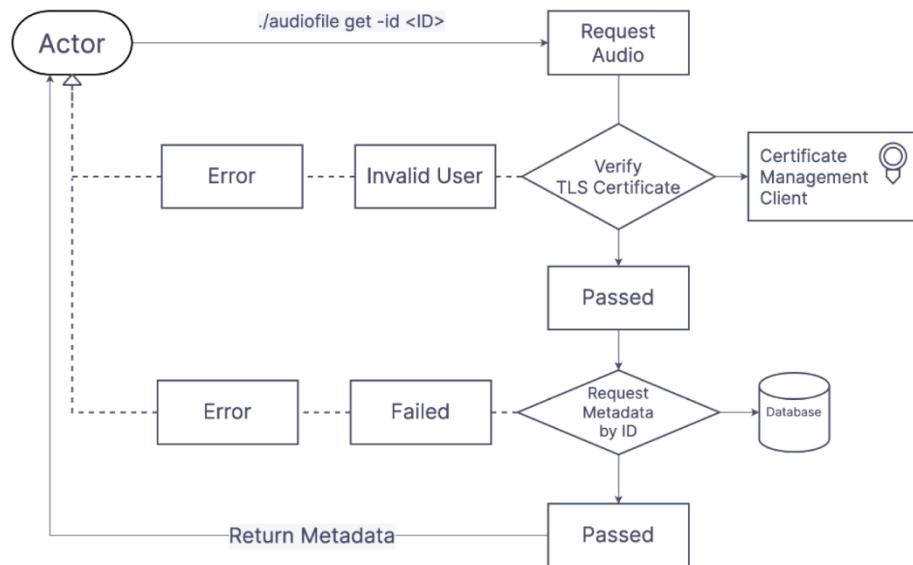 ./audiofile get -id <ID>
Actor
Request
Audio
Error
Invalid User
Verify
TLS Certificate
Certificate
Management
Client
Passed
Error
Failed
Request
Metadada
by ID
Database
Return Metadata
Passed